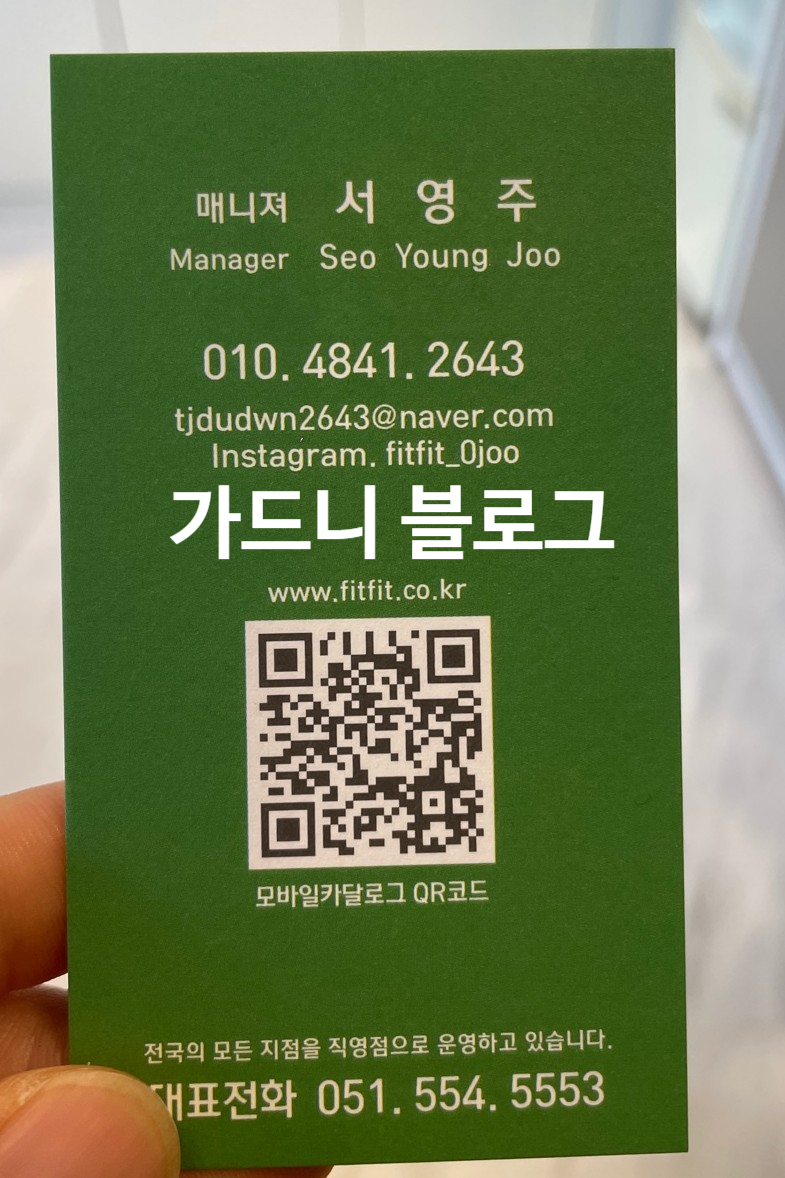 매니져 서 영 주
Manager Seo Young Joo
010. 4841. 2643
tjdudwn2643@naver.com
Instagram. fitfit_0joo
가드니 블로그
www.fitfit.co.kr
모바일카달로그 QR코드
전국의 모든 지점을 직영점으로 운영하고 있습니다.
대표전화 051. 554. 5553